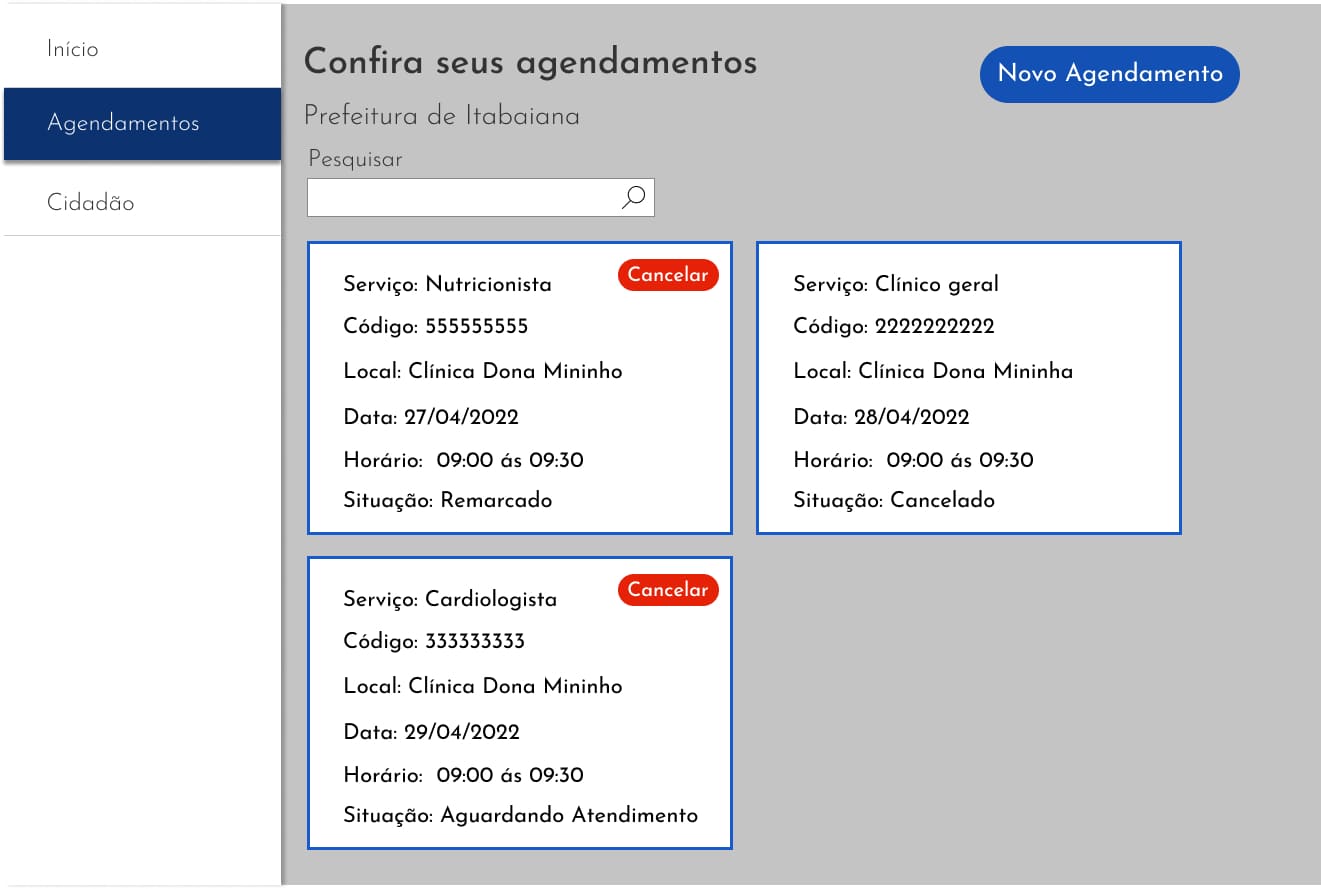 Início
Agendamentos
Cidadão
Confira seus agendamentos
Novo Agendamento
Prefeitura de Itabaiana
Pesquisar
Serviço: Nutricionista
Cancelar
Código: 555555555
Local: Clínica Dona Mininho
Data: 27/04/2022
Horário: 09:00 ás 09:30
Situação: Remarcado
Serviço: Clínico geral
Código: 2222222222
Local: Clínica Dona Mininha
Data: 28/04/2022
Horário: 09:00 ás 09:30
Situação: Cancelado
Serviço: Cardiologista
Cancelar
Código: 333333333
Local: Clínica Dona Mininho
Data: 29/04/2022
Horário: 09:00 ás 09:30
Situação: Aguardando Atendimento